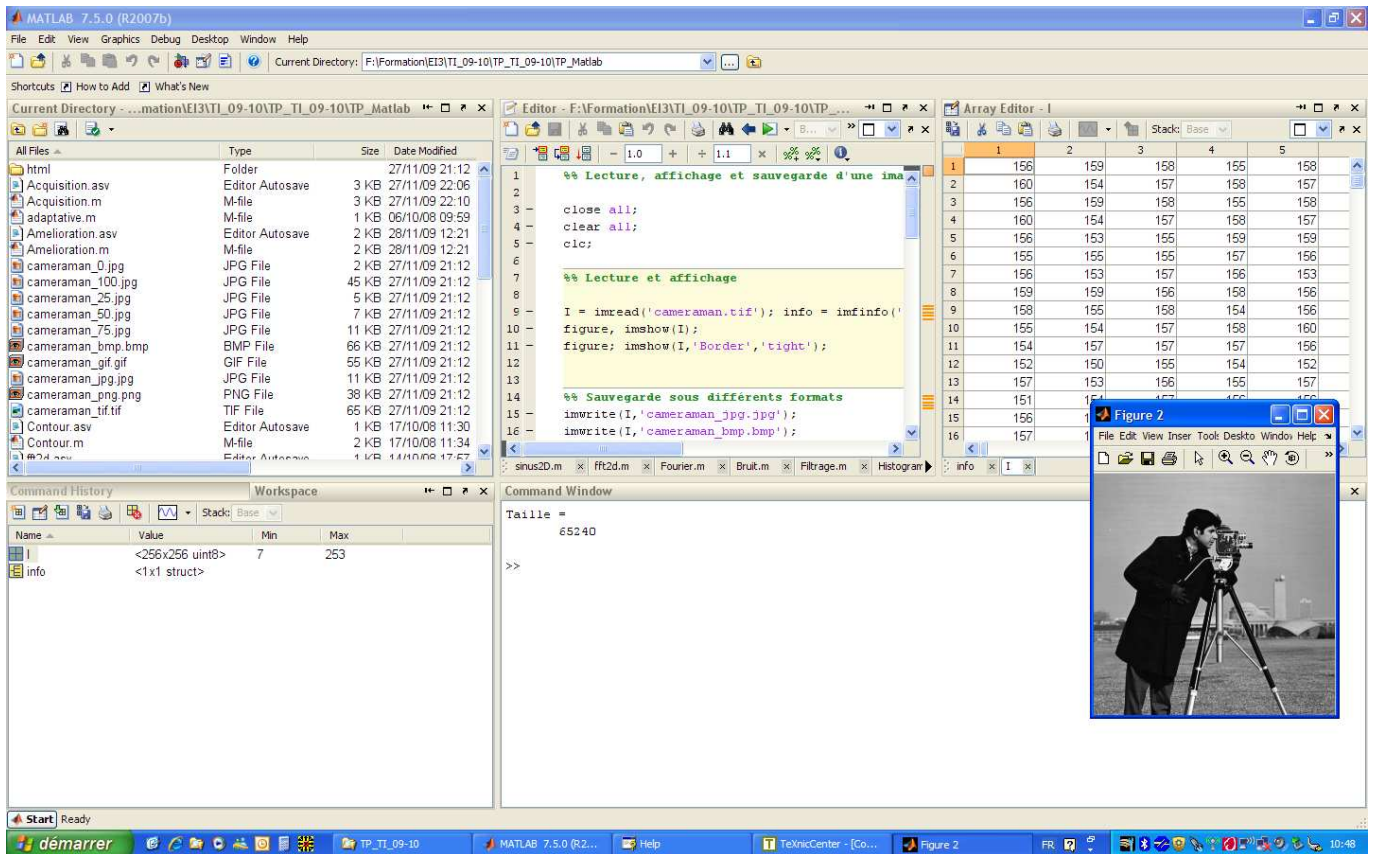 MATLAB 7.5.0 (R2007b)
File Edit View Graphics Debug Desktop Window Help
Current Directory: F:\Formation\EI3\TI_09-10\TP_TI_09-10\TP_Matlab
Shortcuts How to Add What's New
Current Directory - ...mation\EI3\TI_09-10\TP_TI_09-10\TP_Matlab
All Files Type Size Date Modified
html Folder 27/11/09 21:12
Acquisition.asv Editor Autosave 3 KB 27/11/09 22:06
Acquisition.m M-file 3 KB 27/11/09 22:10
adaptative.m M-file 1 KB 06/10/08 09:59
Amelioration.asv Editor Autosave 2 KB 28/11/09 12:21
Amelioration.m M-file 2 KB 28/11/09 12:21
cameraman_0.jpg JPG File 2 KB 27/11/09 21:12
cameraman_100.jpg JPG File 45 KB 27/11/09 21:12
cameraman_25.jpg JPG File 5 KB 27/11/09 21:12
cameraman_50.jpg JPG File 7 KB 27/11/09 21:12
cameraman_75.jpg JPG File 11 KB 27/11/09 21:12
cameraman_bmp.bmp BMP File 66 KB 27/11/09 21:12
cameraman_gif.gif GIF File 55 KB 27/11/09 21:12
cameraman_jpg.jpg JPG File 11 KB 27/11/09 21:12
cameraman_png.png PNG File 38 KB 27/11/09 21:12
cameraman_tif.tif TIF File 65 KB 27/11/09 21:12
Contour.asv Editor Autosave 1 KB 17/10/08 11:30
Contour.m M-file 2 KB 17/10/08 11:34
Editor - F:\Formation\EI3\TI_09-10\TP_TI_09-10\TP_...
B...
- 1.0 + ÷ 1.1 ×
1 %% Lecture, affichage et sauvegarde d'une ima
2
3 - close all;
4 - clear all;
5 - clc;
6
7 %% Lecture et affichage
8
9 - I = imread('cameraman.tif'); info = imfinfo('
10 - figure, imshow(I);
11 - figure; imshow(I,'Border','tight');
12
13
14 %% Sauvegarde sous différents formats
15 - imwrite(I,'cameraman_jpg.jpg');
16 - imwrite(I,'cameraman_bmp.bmp');
sinus2D.m fft2d.m Fourier.m Bruit.m Filtrage.m Histogram
Array Editor - I
Stack: Base
1 2 3 4 5
1 156 159 158 155 158
2 160 154 157 158 157
3 156 159 158 155 158
4 160 154 157 158 157
5 156 153 155 159 159
6 155 155 155 157 156
7 156 153 157 156 153
8 159 159 156 158 156
9 158 155 158 154 156
10 155 154 157 158 160
11 154 157 157 157 156
12 152 150 155 154 152
13 157 153 156 155 157
14 151
15 156
16 157
info I
Figure 2
File Edit View Inser Tools Deskto Window Help
Command History Workspace
Stack: Base
Name Value Min Max
I <256x256 uint8> 7 253
info <1x1 struct>
Command Window
Taille =
65240
>>
Start Ready
démarrer TP_TI_09-10 MATLAB 7.5.0 (R2... Help TeXnicCenter - [Co... Figure 2 FR 10:48